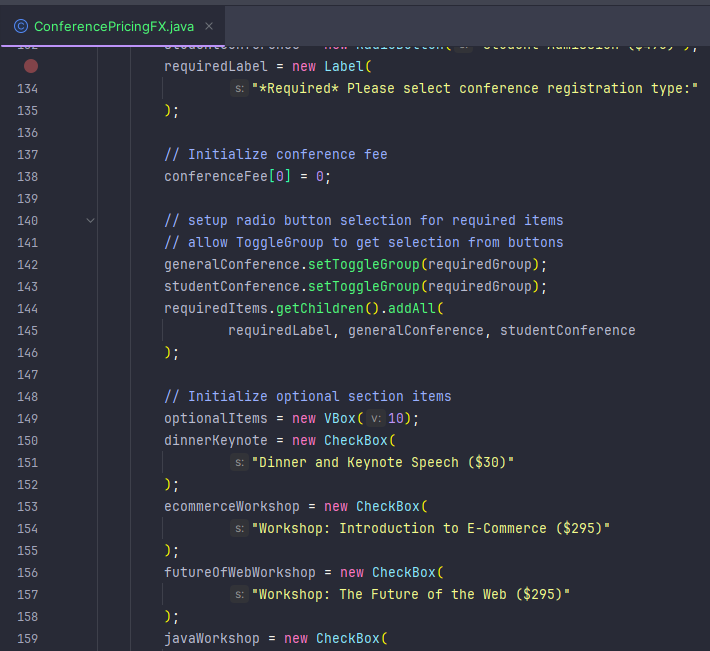 ConferencePricingFX.java
132 studentConference = new RadioButton( s: "Student Admission ($495)");
requiredLabel = new Label(
134 s: "*Required* Please select conference registration type:"
135 );
136
137 // Initialize conference fee
138 conferenceFee[0] = 0;
139
140 // setup radio button selection for required items
141 // allow ToggleGroup to get selection from buttons
142 generalConference.setToggleGroup(requiredGroup);
143 studentConference.setToggleGroup(requiredGroup);
144 requiredItems.getChildren().addAll(
145 requiredLabel, generalConference, studentConference
146 );
147
148 // Initialize optional section items
149 optionalItems = new VBox( v: 10);
150 dinnerKeynote = new CheckBox(
151 s: "Dinner and Keynote Speech ($30)"
152 );
153 ecommerceWorkshop = new CheckBox(
154 s: "Workshop: Introduction to E-Commerce ($295)"
155 );
156 futureOfWebWorkshop = new CheckBox(
157 s: "Workshop: The Future of the Web ($295)"
158 );
159 javaWorkshop = new CheckBox(